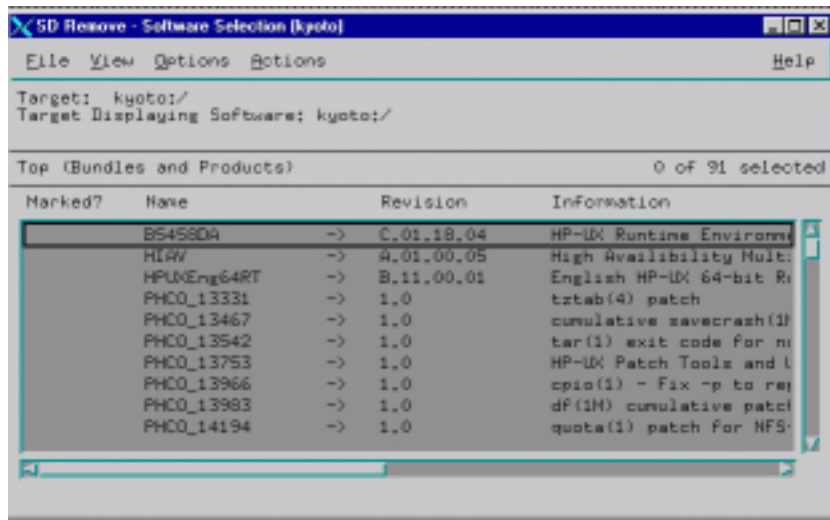 SD Remove - Software Selection (kyoto)
File View Options Actions Help
Target: kyoto:/
Target Displaying Software: kyoto:/
Top (Bundles and Products) 0 of 91 selected
Marked? Name Revision Information
B5458DA -> C.01.18.04 HP-UX Runtime Environme
HIAV -> A.01.00.05 High Availibility Mult
HPUXEng64RT -> B.11.00.01 English HP-UX 64-bit R
PHCO_13331 -> 1.0 tztab(4) patch
PHCO_13467 -> 1.0 cumulative savecrash(1M
PHCO_13542 -> 1.0 tar(1) exit code for
PHCO_13753 -> 1.0 HP-UX Patch Tools and
PHCO_13966 -> 1.0 cpio(1) - Fix -p to
PHCO_13983 -> 1.0 df(1M) cumulative patch
PHCO_14194 -> 1.0 quota(1) patch for NFS-